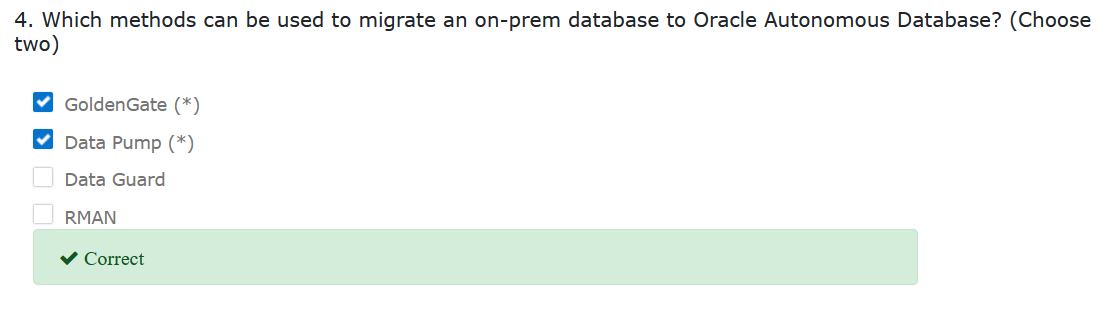 4. Which methods can be used to migrate an on-prem database to Oracle Autonomous Database? (Choose
two)
GoldenGate (*)
Data Pump (*)
Data Guard
RMAN
Correct